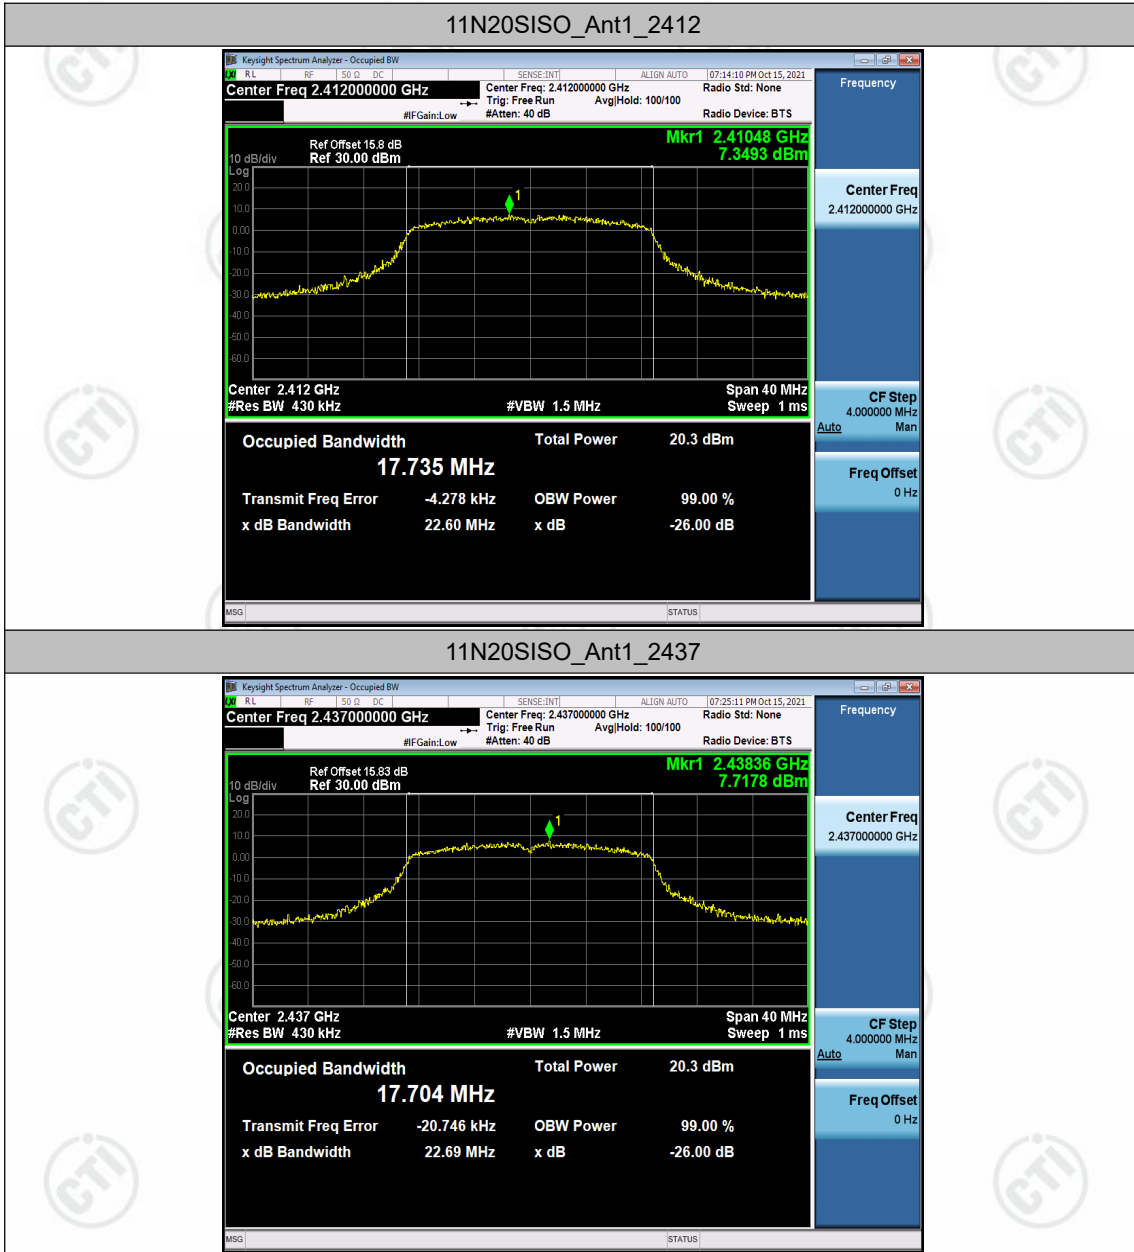 11N20SISO_Ant1_2412
Keysight Spectrum Analyzer - Occupied BW
LXI RL RF 50 Ω DC SENSE:INT ALIGN AUTO 07:14:10 PM Oct 15, 2021
Center Freq 2.412000000 GHz Center Freq: 2.412000000 GHz Radio Std: None
Trig: Free Run Avg|Hold: 100/100
#IFGain:Low #Atten: 40 dB Radio Device: BTS
Frequency
Mkr1 2.41048 GHz
7.3493 dBm
Ref Offset 15.8 dB
10 dB/div Ref 30.00 dBm
Log
20.0
10.0
0.00
-10.0
-20.0
-30.0
-40.0
-50.0
-60.0
1
Center 2.412 GHz Span 40 MHz
#Res BW 430 kHz #VBW 1.5 MHz Sweep 1 ms
Occupied Bandwidth Total Power 20.3 dBm
17.735 MHz
Transmit Freq Error -4.278 kHz OBW Power 99.00 %
x dB Bandwidth 22.60 MHz x dB -26.00 dB
Center Freq
2.412000000 GHz
CF Step
4.000000 MHz
Auto Man
Freq Offset
0 Hz
MSG STATUS
11N20SISO_Ant1_2437
Keysight Spectrum Analyzer - Occupied BW
LXI RL RF 50 Ω DC SENSE:INT ALIGN AUTO 07:25:11 PM Oct 15, 2021
Center Freq 2.437000000 GHz Center Freq: 2.437000000 GHz Radio Std: None
Trig: Free Run Avg|Hold: 100/100
#IFGain:Low #Atten: 40 dB Radio Device: BTS
Frequency
Mkr1 2.43836 GHz
7.7178 dBm
Ref Offset 15.83 dB
10 dB/div Ref 30.00 dBm
Log
20.0
10.0
0.00
-10.0
-20.0
-30.0
-40.0
-50.0
-60.0
1
Center 2.437 GHz Span 40 MHz
#Res BW 430 kHz #VBW 1.5 MHz Sweep 1 ms
Occupied Bandwidth Total Power 20.3 dBm
17.704 MHz
Transmit Freq Error -20.746 kHz OBW Power 99.00 %
x dB Bandwidth 22.69 MHz x dB -26.00 dB
Center Freq
2.437000000 GHz
CF Step
4.000000 MHz
Auto Man
Freq Offset
0 Hz
MSG STATUS
CTI
CTI
CTI
CTI
CTI
CTI